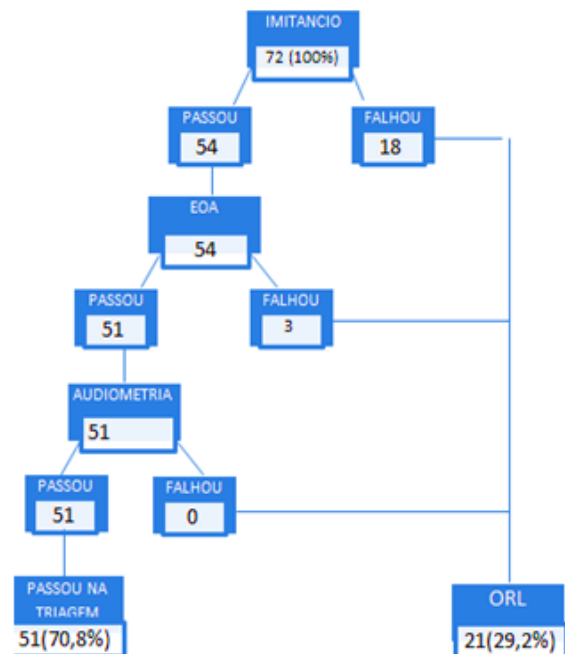 IMITANCIO
72 (100%)
PASSOU
FALHOU
54
18
EOA
54
PASSOU
FALHOU
51
3
AUDIOMETRIA
51
PASSOU
FALHOU
51
0
PASSOU NA
TRIAGEM
ORL
51(70,8%)
21(29,2%)